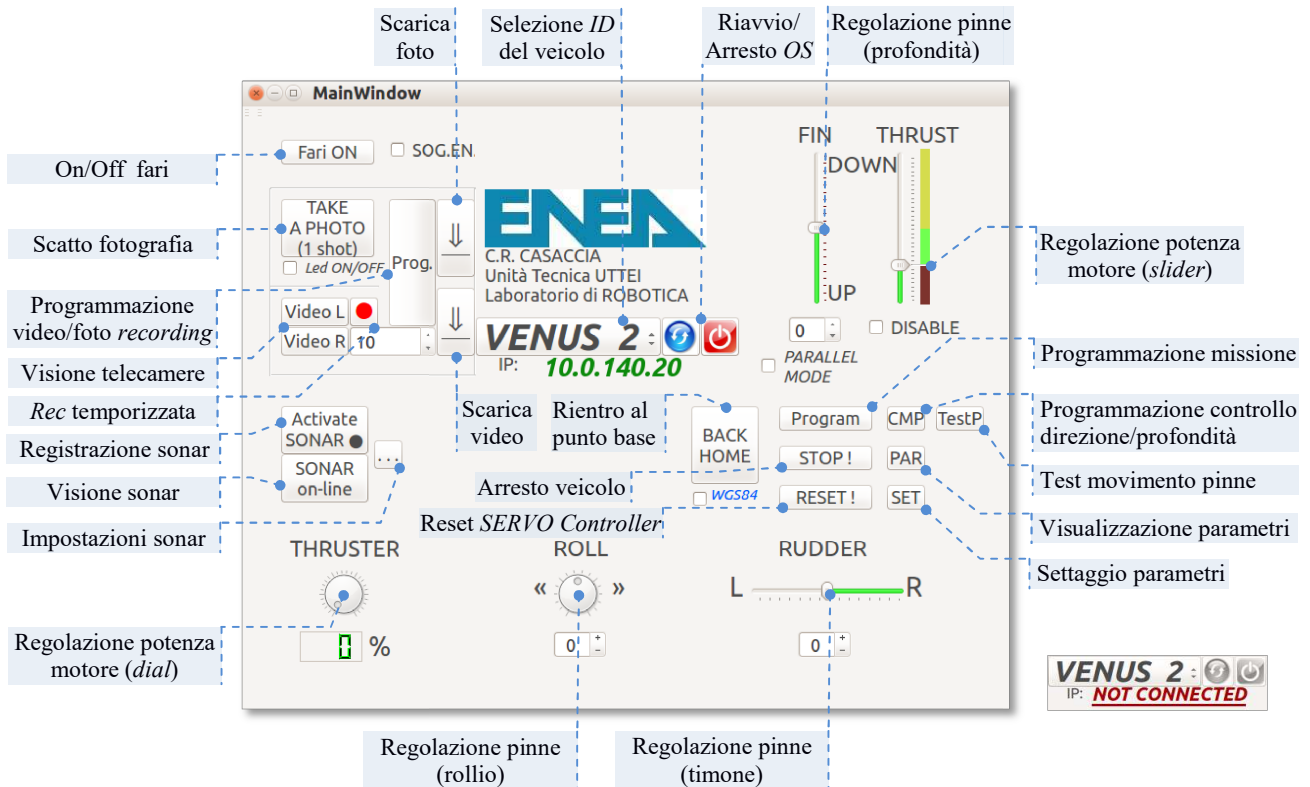 Scarica
foto
Selezione ID
del veicolo
Riavvio/
Arresto OS
Regolazione pinne
(profondità)
MainWindow
On/Off fari
Fari ON
SOG.EN.
FIN
THRUST
DOWN
UP
Scatto fotografia
TAKE
A PHOTO
(1 shot)
Led ON/OFF
Prog.
⇓
ENEA
C.R. CASACCIA
Unità Tecnica UTTEI
Laboratorio di ROBOTICA
Regolazione potenza
motore (slider)
Programmazione
video/foto recording
Video L
Video R
10
⇓
VENUS 2
IP: 10.0.140.20
0
DISABLE
PARALLEL
MODE
Visione telecamere
Rec temporizzata
Programmazione missione
Scarica
video
Rientro al
punto base
BACK
HOME
WGS84
Program
CMP
TestP
STOP !
PAR
RESET !
SET
Programmazione controllo
direzione/profondità
Registrazione sonar
Activate
SONAR
SONAR
on-line
...
Visione sonar
Impostazioni sonar
Arresto veicolo
Reset SERVO Controller
Test movimento pinne
Visualizzazione parametri
Settaggio parametri
THRUSTER
ROLL
RUDDER
« »
L
R
0 %
0
0
Regolazione potenza
motore (dial)
VENUS 2
IP: NOT CONNECTED
Regolazione pinne
(rollio)
Regolazione pinne
(timone)